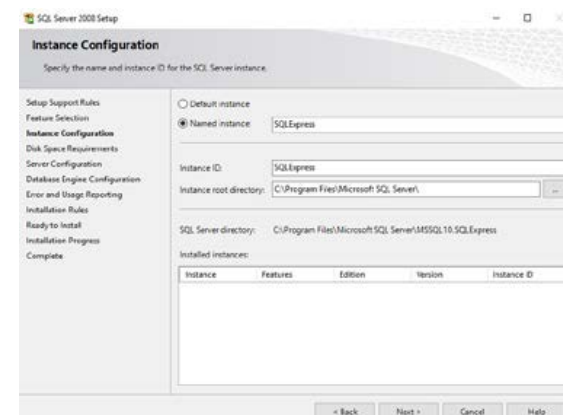 SQL Server 2008 Setup
Instance Configuration
Specify the name and instance ID for the SQL Server instance.
Setup Support Rules
Feature Selection
Instance Configuration
Disk Space Requirements
Server Configuration
Database Engine Configuration
Error and Usage Reporting
Installation Rules
Ready to Install
Installation Progress
Complete
Default instance
Named instance: SQLExpress
Instance ID: SQLExpress
Instance root directory: C:\Program Files\Microsoft SQL Server\ ...
SQL Server directory: C:\Program Files\Microsoft SQL Server\MSSQL10.SQLExpress
Installed instances:
Instance Features Edition Version Instance ID
< Back Next > Cancel Help